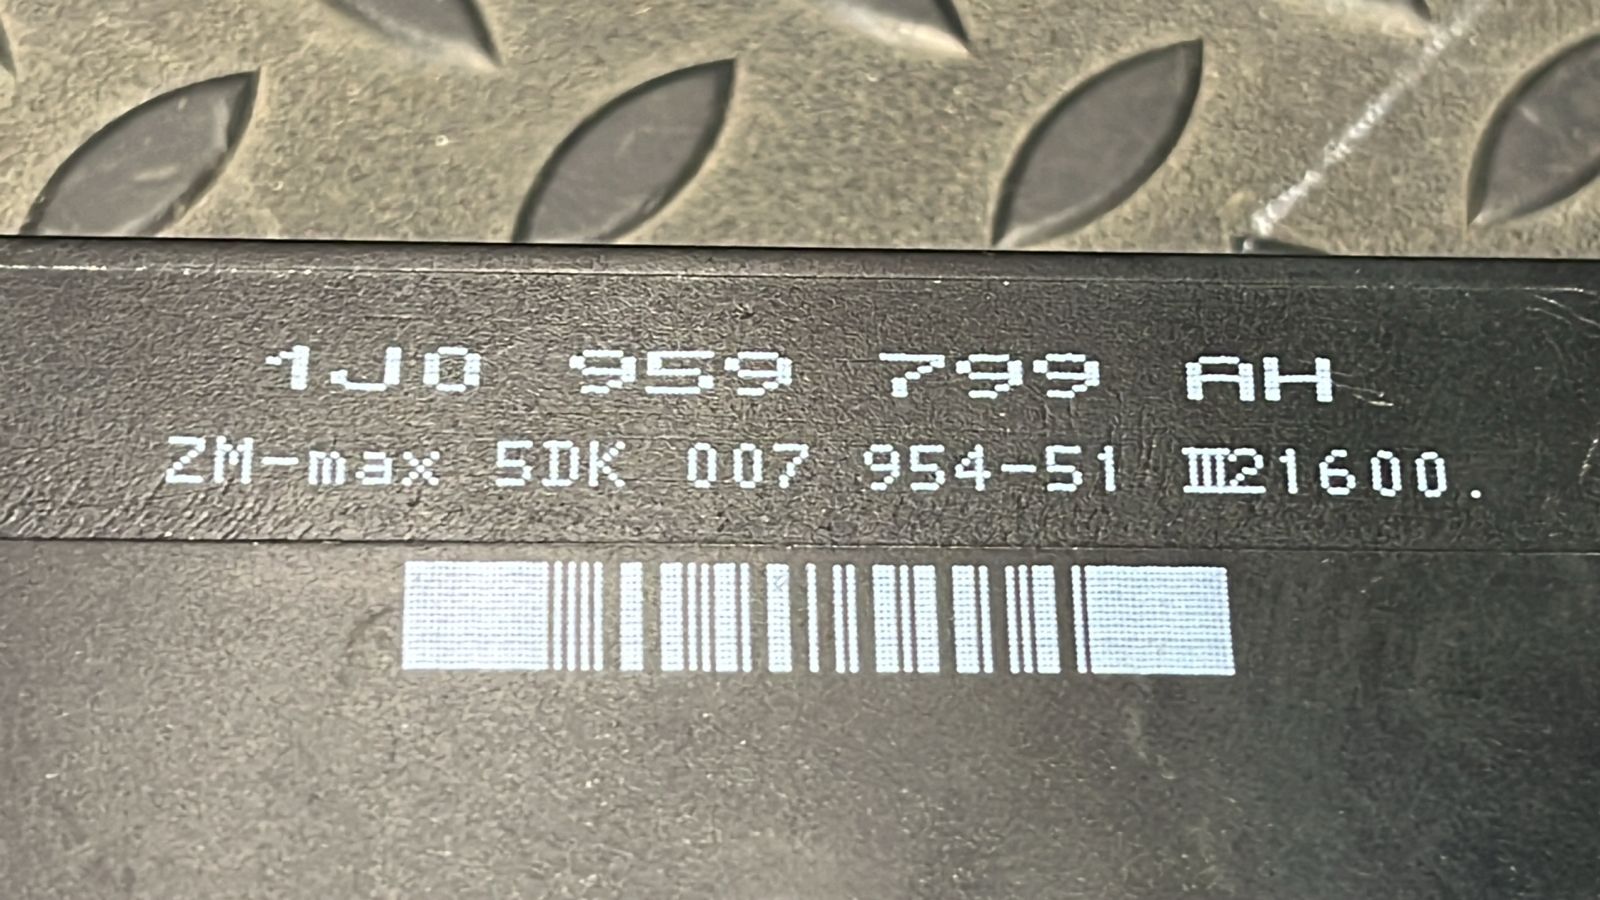 1J0 959 799 AH
ZM-max 5DK 007 954-51 III21600.